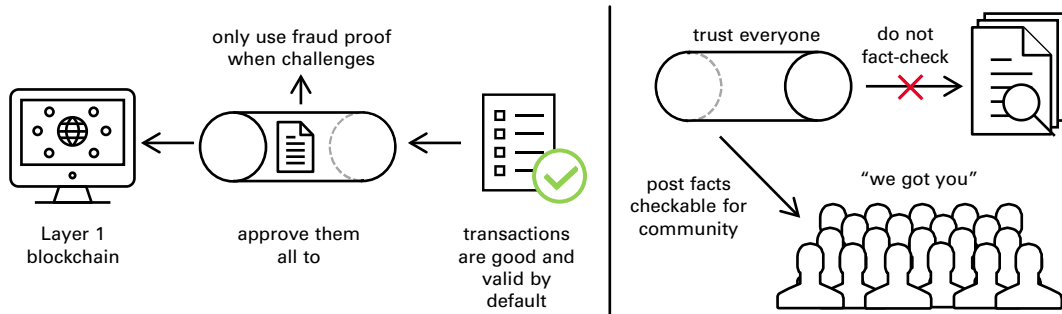 only use fraud proof
when challenges
Layer 1
blockchain
approve them
all to
transactions
are good and
valid by
default
trust everyone
do not
fact-check
post facts
checkable for
community
“we got you”